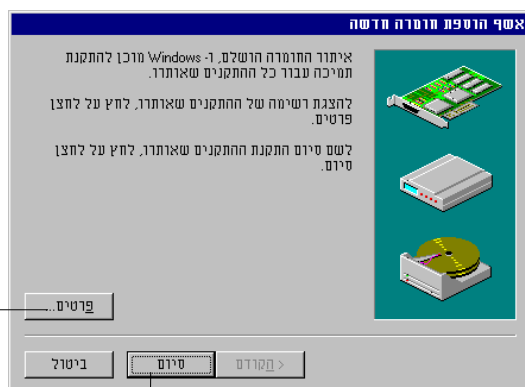 אשף הוספת חומרה חדשה
איתור החומרה הושלם, ו- Windows מוכן להתקנת
תמיכה עבור כל ההתקנים שאותרו.
להצגת רשימה של ההתקנים שאותרו, לחץ על לחצן
פרטים.
לשם סיום התקנת ההתקנים שאותרו, לחץ על לחצן
סיום.
פרטים...
< הקודם
סיום
ביטול